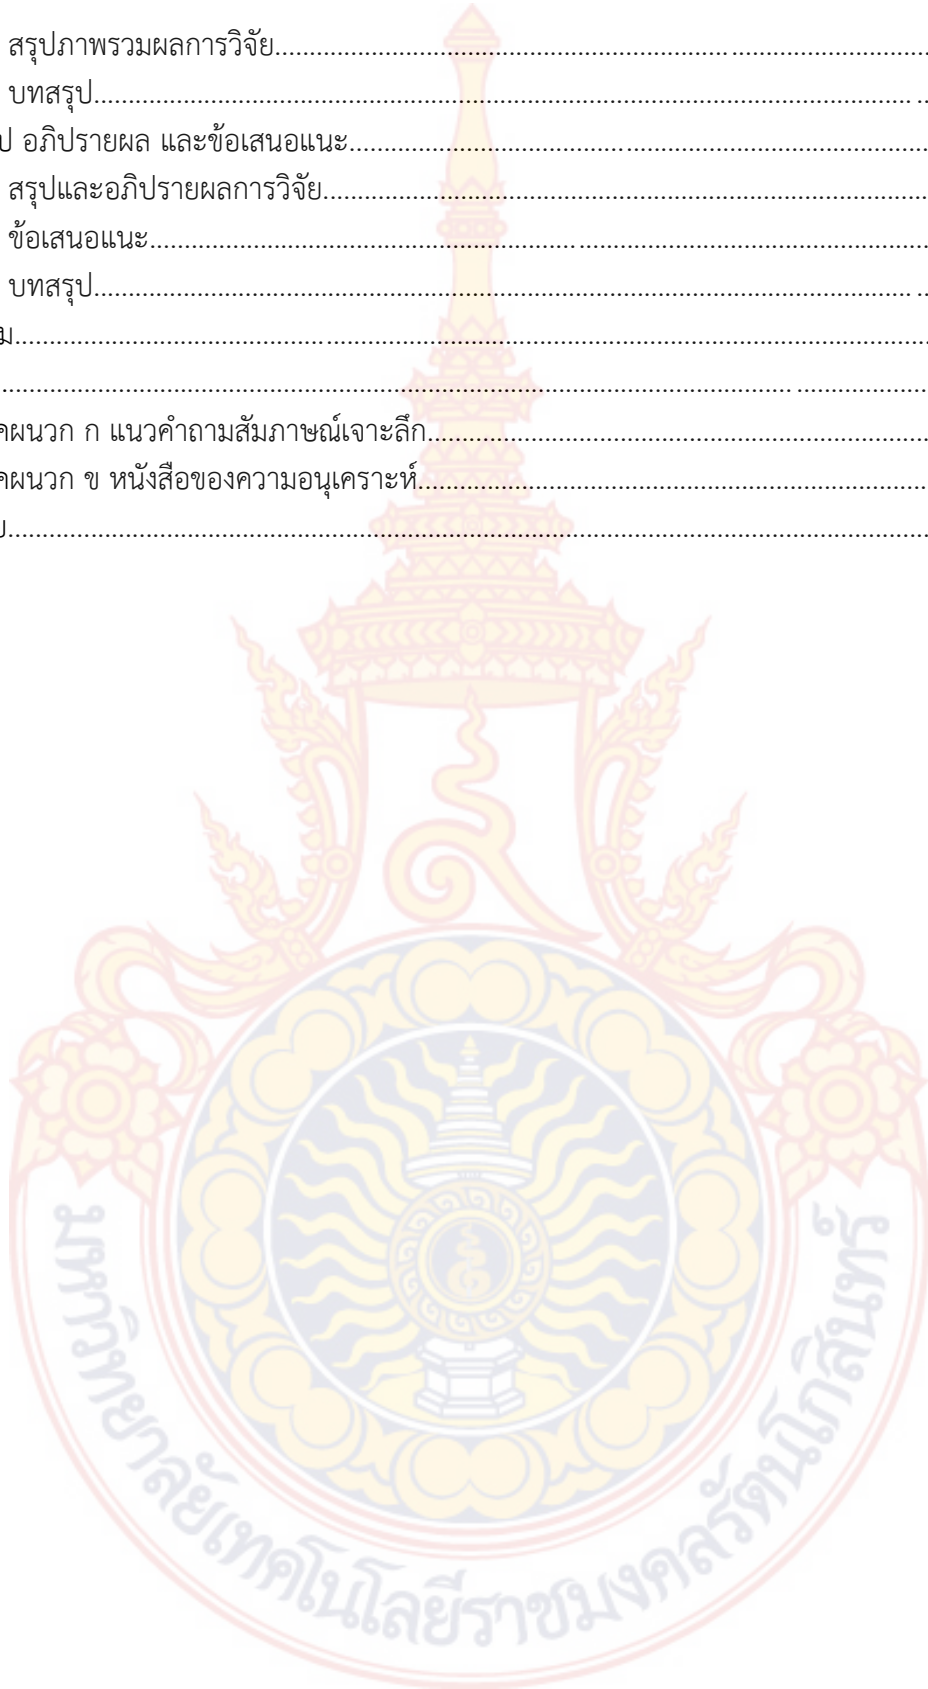 สรุปภาพรวมผลการวิจัย
บทสรุป
ป อภิปรายผล และข้อเสนอแนะ
สรุปและอภิปรายผลการวิจัย
ข้อเสนอแนะ
บทสรุป
ม
คผนวก ก แนวคำถามสัมภาษณ์เจาะลึก
คผนวก ข หนังสือของความอนุเคราะห์
มหาวิทยาลัยเทคโนโลยีราชมงคลรัตนโกสินทร์